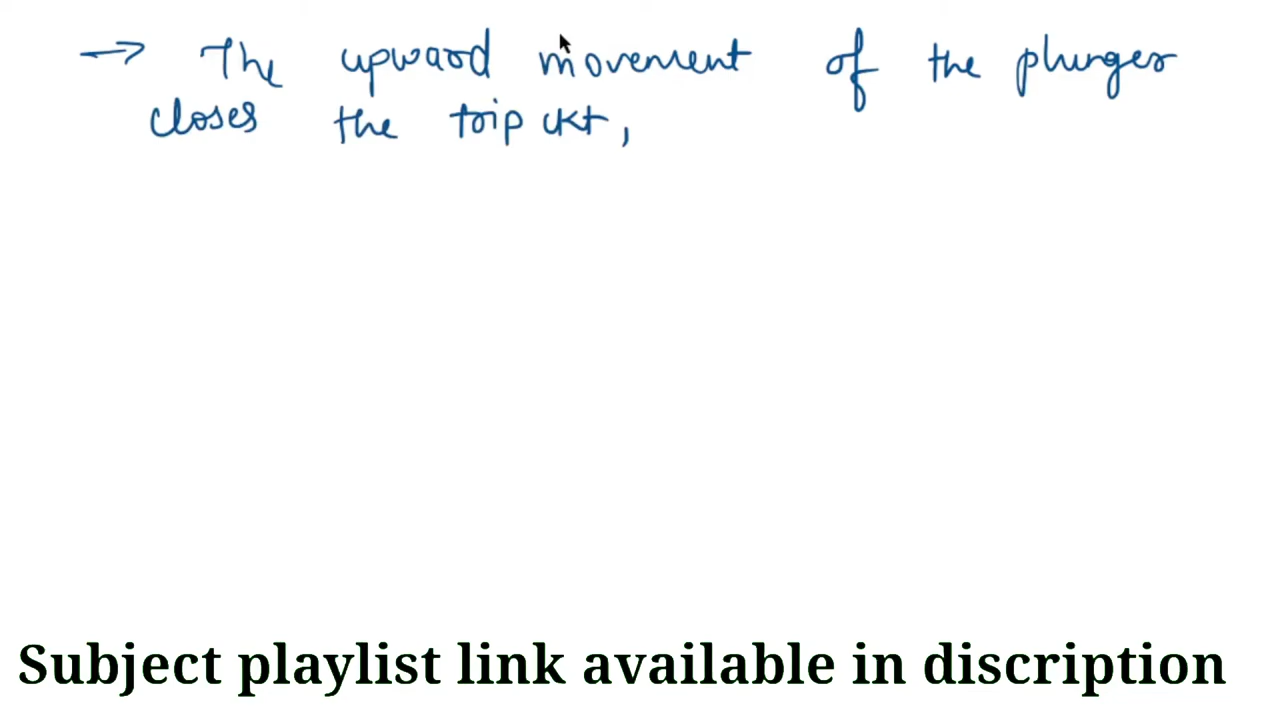 → The upward movement of the plunger
closes the trip ckt,
Subject playlist link available in discription